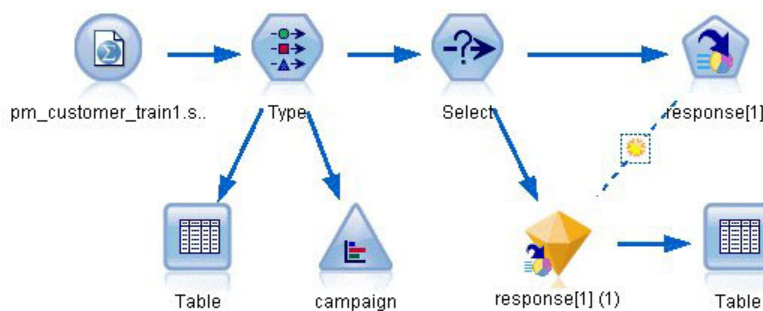 pm_customer_train1.s..
Type
Select
response[1]
Table
campaign
response[1] (1)
Table